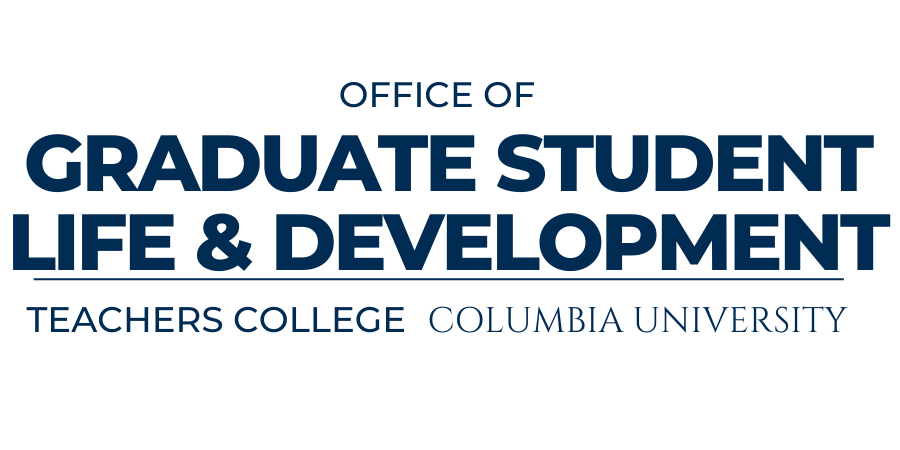 OFFICE OF
GRADUATE STUDENT
LIFE & DEVELOPMENT
TEACHERS COLLEGE COLUMBIA UNIVERSITY